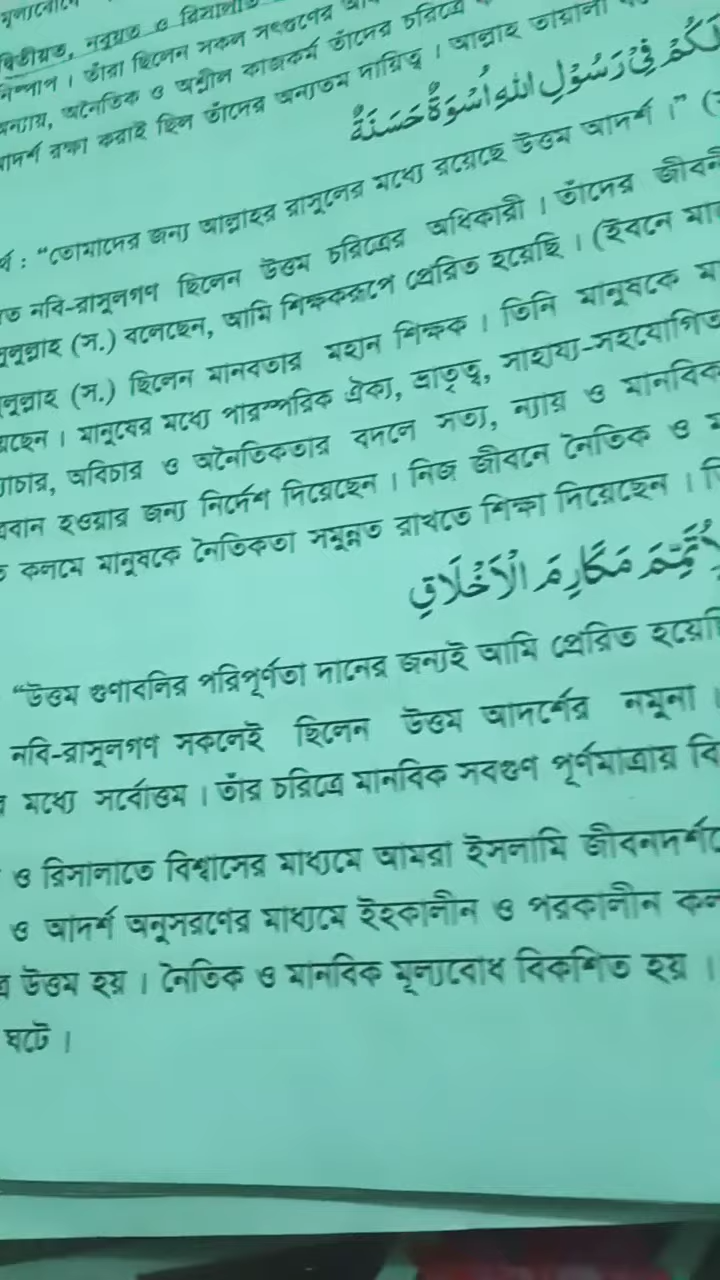 দ্বিতীয়ত, নবুয়ত ও রিসালাত
নিষ্পাপ । তাঁরা ছিলেন সকল সৎগুণের
অন্যায়, অনৈতিক ও অশ্লীল কাজকর্ম তাঁদের চরিত্রে
আদর্শ রক্ষা করাই ছিল তাঁদের অন্যতম দায়িত্ব । আল্লাহ তায়ালা
لَكُمْ فِيْ رَسُوْلِ اللهِ اُسْوَةٌ حَسَنَةٌ
র্থ : “তোমাদের জন্য আল্লাহর রাসুলের মধ্যে রয়েছে উত্তম আদর্শ ।” (
ত নবি-রাসুলগণ ছিলেন উত্তম চরিত্রের অধিকারী । তাঁদের জীবনী
সুলুল্লাহ (স.) বলেছেন, আমি শিক্ষকরূপে প্রেরিত হয়েছি । (ইবনে মা
সুলুল্লাহ (স.) ছিলেন মানবতার মহান শিক্ষক । তিনি মানুষকে ম
য়েছেন । মানুষের মধ্যে পারস্পরিক ঐক্য, ভ্রাতৃত্ব, সাহায্য-সহযোগিত
াচার, অবিচার ও অনৈতিকতার বদলে সত্য, ন্যায় ও মানবিক
বান হওয়ার জন্য নির্দেশ দিয়েছেন । নিজ জীবনে নৈতিক ও ম
ত কলমে মানুষকে নৈতিকতা সমুন্নত রাখতে শিক্ষা দিয়েছেন । তি
لِاُتَمِّمَ مَكَارِمَ الْاَخْلَاقِ
“উত্তম গুণাবলির পরিপূর্ণতা দানের জন্যই আমি প্রেরিত হয়েছি
নবি-রাসুলগণ সকলেই ছিলেন উত্তম আদর্শের নমুনা ।
র মধ্যে সর্বোত্তম । তাঁর চরিত্রে মানবিক সবগুণ পূর্ণমাত্রায় বি
ও রিসালাতে বিশ্বাসের মাধ্যমে আমরা ইসলামি জীবনদর্শে
ও আদর্শ অনুসরণের মাধ্যমে ইহকালীন ও পরকালীন কল
র উত্তম হয় । নৈতিক ও মানবিক মূল্যবোধ বিকশিত হয় ।
ঘটে ।